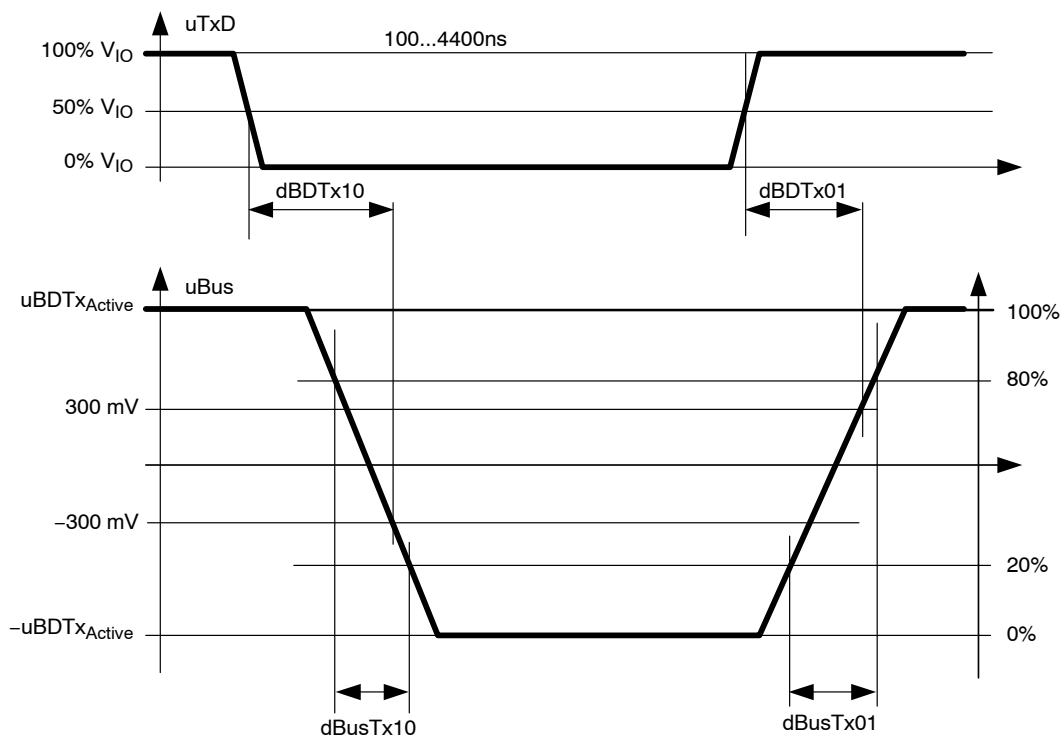 uTxD
100...4400ns
100% VIO
50% VIO
0% VIO
dBDTx10
dBDTx01
uBus
uBDTxActive
100%
80%
300 mV
−300 mV
20%
−uBDTxActive
0%
dBusTx10
dBusTx01